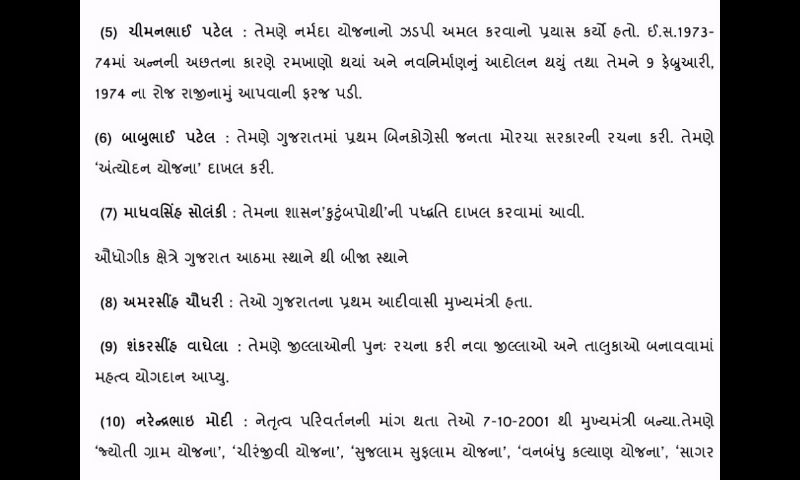 (5) ચીમનભાઈ પટેલ : તેમણે નર્મદા યોજનાનો ઝડપી અમલ કરવાનો પ્રયાસ કર્યો હતો. ઈ.સ.1973-
74માં અન્નની અછતના કારણે રમખાણો થયાં અને નવનિર્માણનું આદોલન થયું તથા તેમને 9 ફેબ્રુઆરી,
1974 ના રોજ રાજીનામું આપવાની ફરજ પડી.
(6) બાબુભાઈ પટેલ : તેમણે ગુજરાતમાં પ્રથમ બિનકોગ્રેસી જનતા મોરચા સરકારની રચના કરી. તેમણે
‘અંત્યોદન યોજના’ દાખલ કરી.
(7) માધવસિંહ સોલંકી : તેમના શાસન’કુટુંબપોથી’ની પધ્ધતિ દાખલ કરવામાં આવી.
ઔધોગીક ક્ષેત્રે ગુજરાત આઠમા સ્થાને થી બીજા સ્થાને
(8) અમરસીંહ ચૌધરી : તેઓ ગુજરાતના પ્રથમ આદીવાસી મુખ્યમંત્રી હતા.
(9) શંકરસીંહ વાઘેલા : તેમણે જીલ્લાઓની પુનઃ રચના કરી નવા જીલ્લાઓ અને તાલુકાઓ બનાવવામાં
મહત્વ યોગદાન આપ્યુ.
(10) નરેન્દ્રભાઇ મોદી : નેતૃત્વ પરિવર્તનની માંગ થતા તેઓ 7-10-2001 થી મુખ્યમંત્રી બન્યા.તેમણે
‘જ્યોતી ગ્રામ યોજના’, ‘ચીરંજીવી યોજના’, ‘સુજલામ સુફલામ યોજના’, ‘વનબંધુ કલ્યાણ યોજના’, ‘સાગર